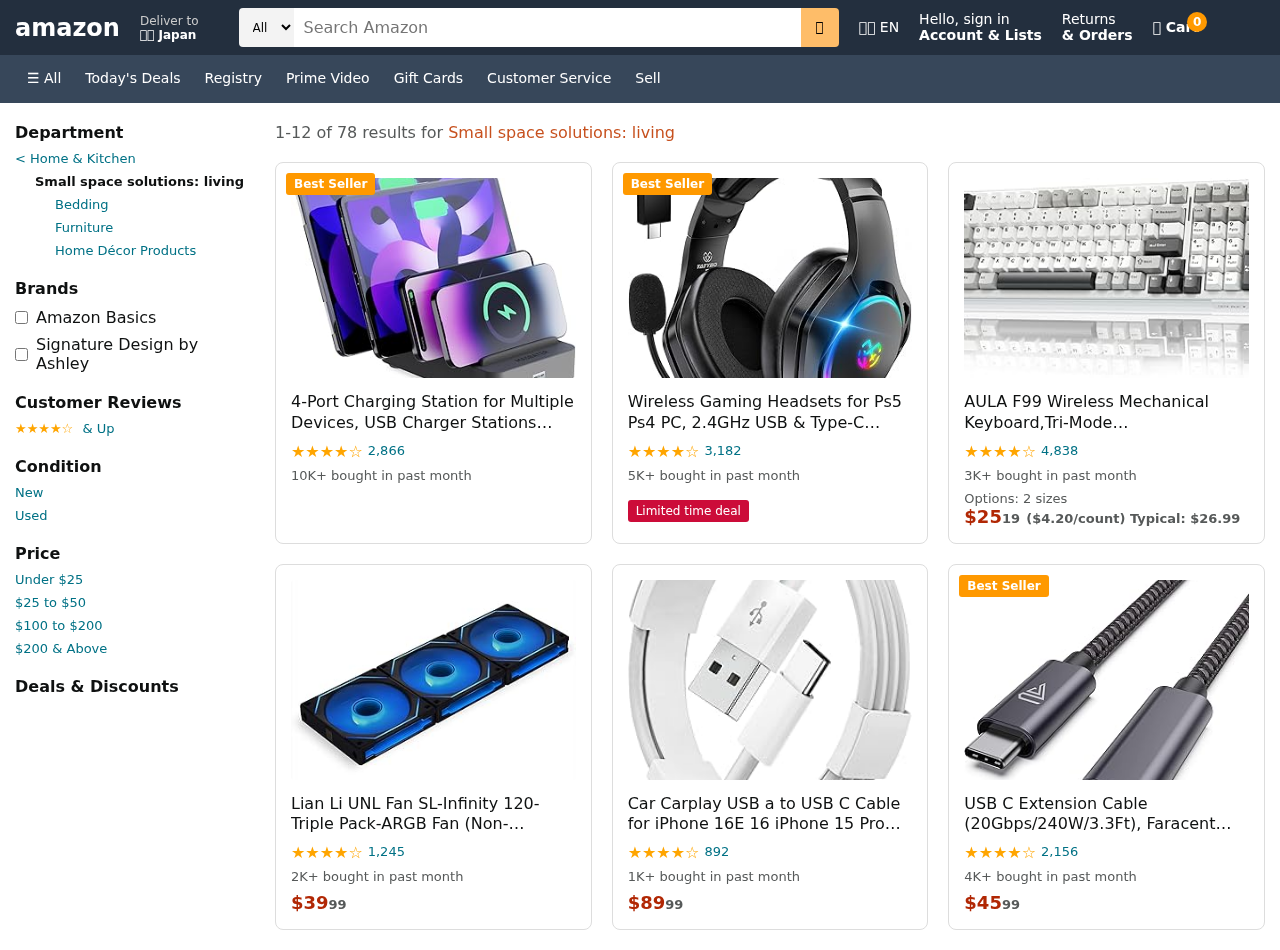 amazon
Deliver to
Japan
All
Search Amazon
EN
Hello, sign in
Account & Lists
Returns
& Orders
0
☰ All
Today's Deals
Registry
Prime Video
Gift Cards
Customer Service
Sell
Department
< Home & Kitchen
Small space solutions: living
Bedding
Furniture
Home Décor Products
Brands
Amazon Basics
Signature Design by
Ashley
Customer Reviews
★★★★☆ & Up
Condition
New
Used
Price
Under $25
$25 to $50
$100 to $200
$200 & Above
Deals & Discounts
1-12 of 78 results for Small space solutions: living
Best Seller
4-Port Charging Station for Multiple
Devices, USB Charger Stations…
★★★★☆ 2,866
10K+ bought in past month
Best Seller
Wireless Gaming Headsets for Ps5
Ps4 PC, 2.4GHz USB & Type-C…
★★★★☆ 3,182
5K+ bought in past month
Limited time deal
AULA F99 Wireless Mechanical
Keyboard,Tri-Mode…
★★★★☆ 4,838
3K+ bought in past month
Options: 2 sizes
$2519 ($4.20/count) Typical: $26.99
Lian Li UNL Fan SL-Infinity 120-
Triple Pack-ARGB Fan (Non-…
★★★★☆ 1,245
2K+ bought in past month
$3999
Car Carplay USB a to USB C Cable
for iPhone 16E 16 iPhone 15 Pro…
★★★★☆ 892
1K+ bought in past month
$8999
Best Seller
USB C Extension Cable
(20Gbps/240W/3.3Ft), Faracent…
★★★★☆ 2,156
4K+ bought in past month
$4599